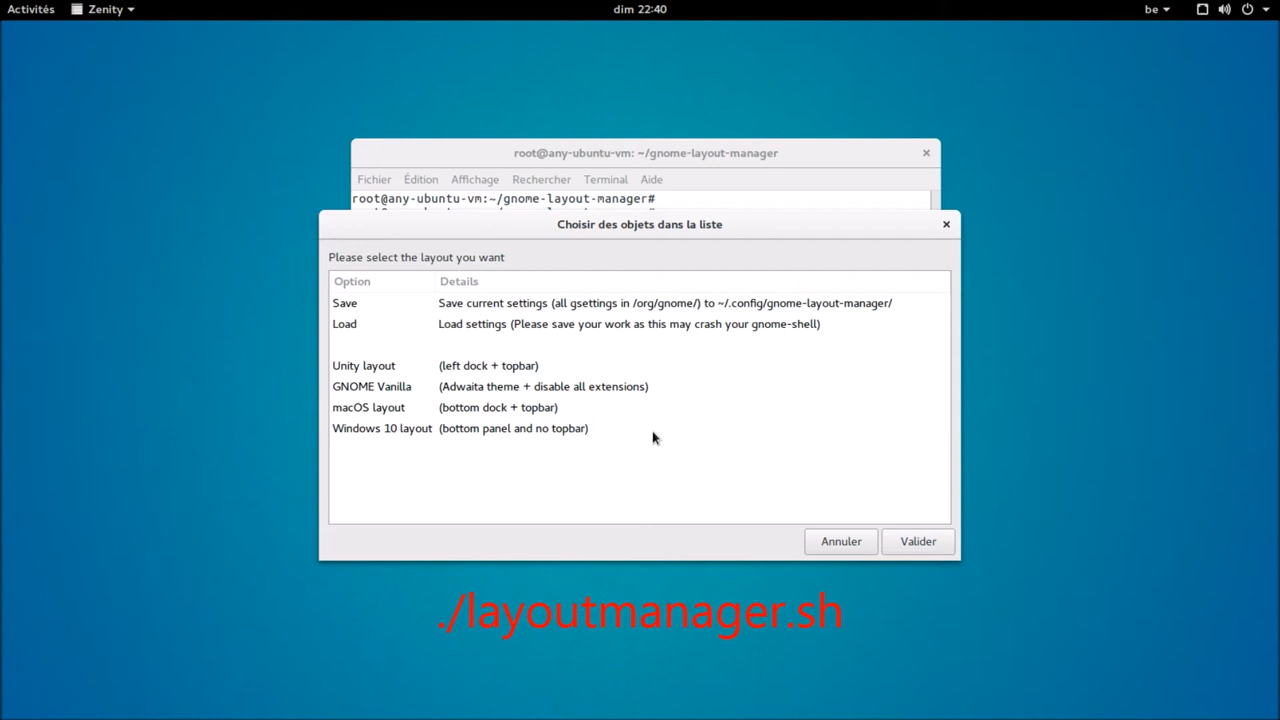 Activités Zenity dim 22:40 be
root@any-ubuntu-vm: ~/gnome-layout-manager
Fichier Édition Affichage Rechercher Terminal Aide
root@any-ubuntu-vm:~/gnome-layout-manager#
Choisir des objets dans la liste
Please select the layout you want
Option Details
Save Save current settings (all gsettings in /org/gnome/) to ~/.config/gnome-layout-manager/
Load Load settings (Please save your work as this may crash your gnome-shell)
Unity layout (left dock + topbar)
GNOME Vanilla (Adwaita theme + disable all extensions)
macOS layout (bottom dock + topbar)
Windows 10 layout (bottom panel and no topbar)
Annuler Valider
./layoutmanager.sh